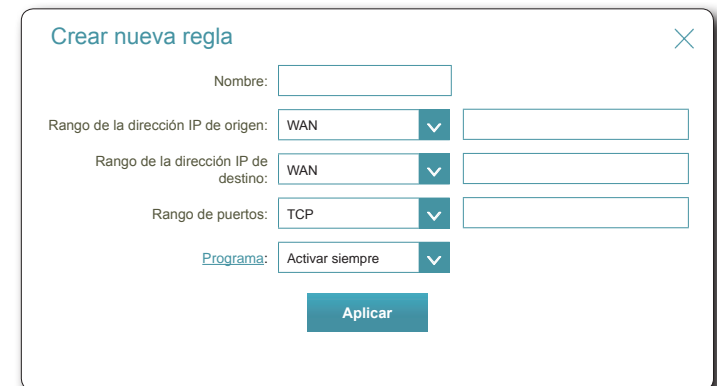 Crear nueva regla
Nombre:
Rango de la dirección IP de origen: WAN
Rango de la dirección IP de
destino: WAN
Rango de puertos: TCP
Programa: Activar siempre
Aplicar